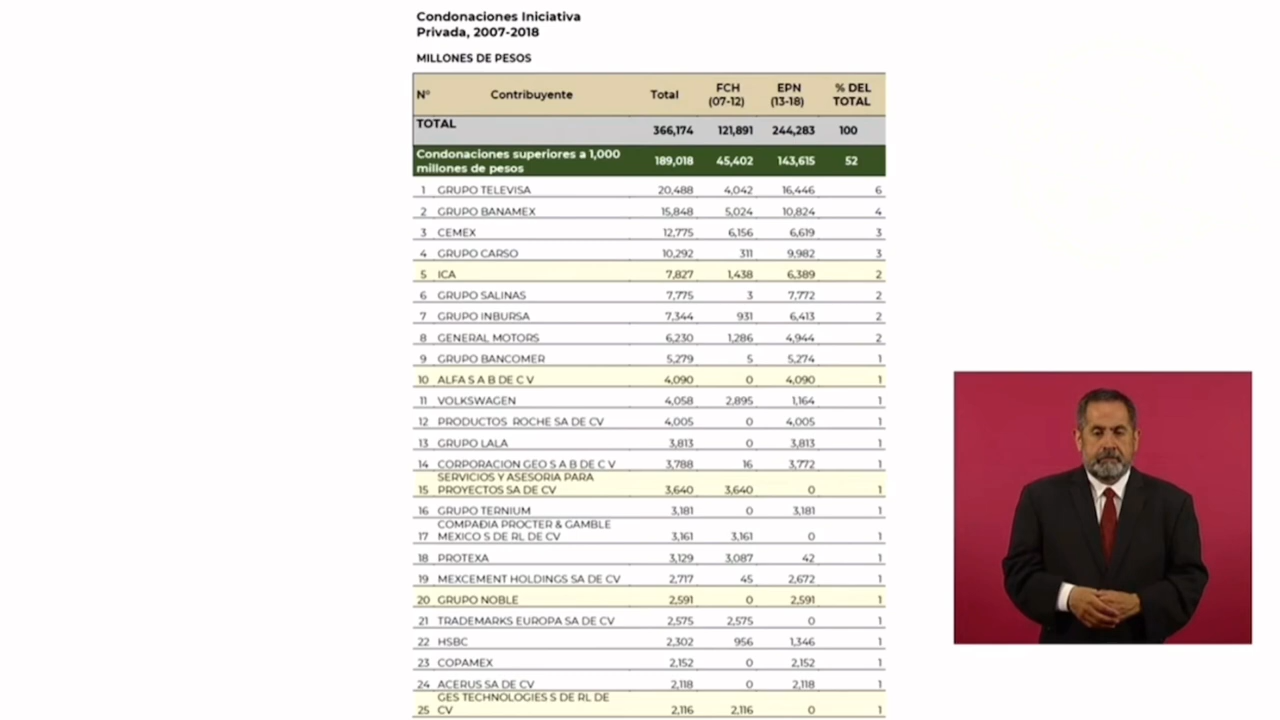 Condonaciones Iniciativa
Privada, 2007-2018
MILLONES DE PESOS
N° Contribuyente Total FCH (07-12) EPN (13-18) % DEL TOTAL
TOTAL 366,174 121,891 244,283 100
Condonaciones superiores a 1,000 millones de pesos 189,018 45,402 143,615 52
1 GRUPO TELEVISA 20,488 4,042 16,446 6
2 GRUPO BANAMEX 15,848 5,024 10,824 4
3 CEMEX 12,775 6,156 6,619 3
4 GRUPO CARSO 10,292 311 9,982 3
5 ICA 7,827 1,438 6,389 2
6 GRUPO SALINAS 7,775 3 7,772 2
7 GRUPO INBURSA 7,344 931 6,413 2
8 GENERAL MOTORS 6,230 1,286 4,944 2
9 GRUPO BANCOMER 5,279 5 5,274 1
10 ALFA S A B DE C V 4,090 0 4,090 1
11 VOLKSWAGEN 4,058 2,895 1,164 1
12 PRODUCTOS ROCHE SA DE CV 4,005 0 4,005 1
13 GRUPO LALA 3,813 0 3,813 1
14 CORPORACION GEO S A B DE C V 3,788 16 3,772 1
15 SERVICIOS Y ASESORIA PARA PROYECTOS SA DE CV 3,640 3,640 0 1
16 GRUPO TERNIUM 3,181 0 3,181 1
17 COMPAÐIA PROCTER & GAMBLE MEXICO S DE RL DE CV 3,161 3,161 0 1
18 PROTEXA 3,129 3,087 42 1
19 MEXCEMENT HOLDINGS SA DE CV 2,717 45 2,672 1
20 GRUPO NOBLE 2,591 0 2,591 1
21 TRADEMARKS EUROPA SA DE CV 2,575 2,575 0 1
22 HSBC 2,302 956 1,346 1
23 COPAMEX 2,152 0 2,152 1
24 ACERUS SA DE CV 2,118 0 2,118 1
25 GES TECHNOLOGIES S DE RL DE CV 2,116 2,116 0 1